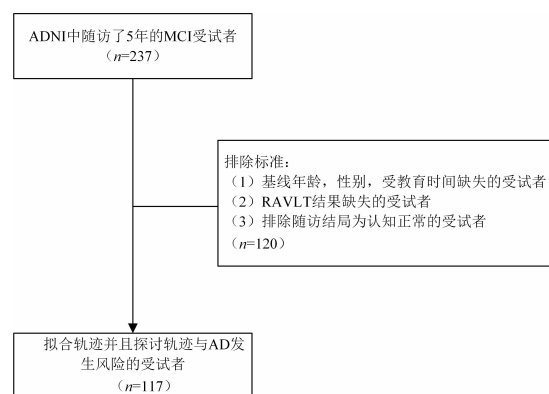 ADNI中随访了5年的MCI受试者
（n=237）
排除标准：
（1）基线年龄，性别，受教育时间缺失的受试者
（2）RAVLT结果缺失的受试者
（3）排除随访结局为认知正常的受试者
（n=120）
拟合轨迹并且探讨轨迹与AD发
生风险的受试者
（n=117）